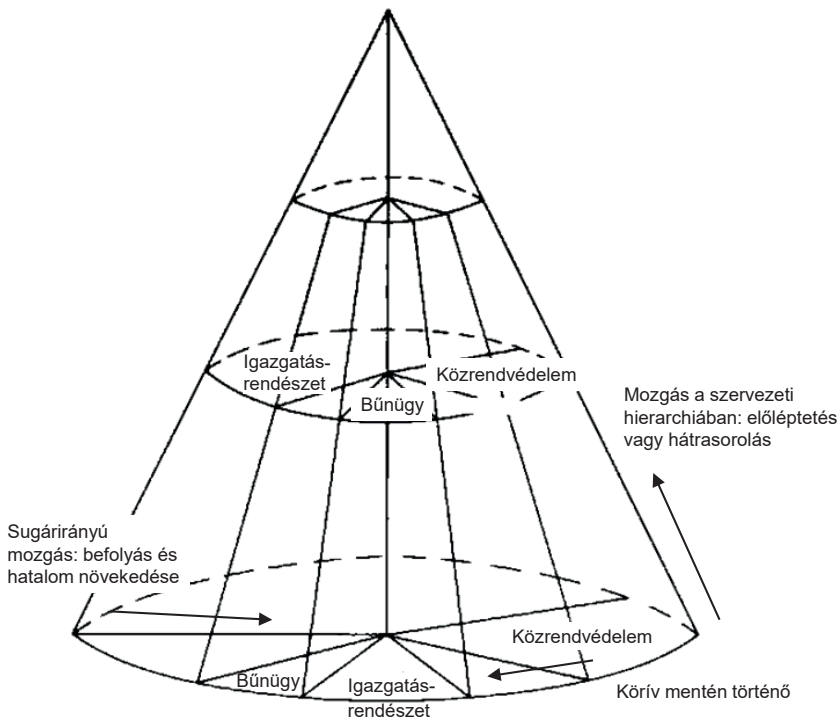 Igazgatás-
rendészet
Közrendvédelem
Bűnügy
Mozgás a szervezeti
hierarchiában: előléptetés
vagy hátrasorolás
Sugárirányú
mozgás: befolyás és
hatalom növekedése
Közrendvédelem
Bűnügy
Igazgatás-
rendészet
Körív mentén történő